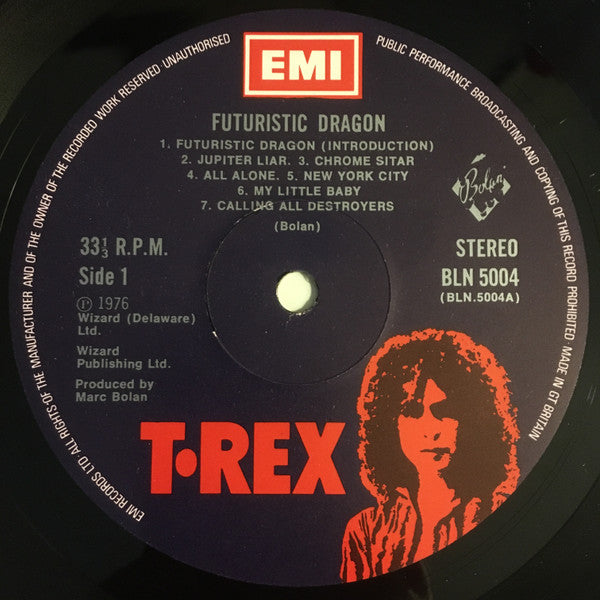 EMI
FUTURISTIC DRAGON
1. FUTURISTIC DRAGON (INTRODUCTION)
2. JUPITER LIAR. 3. CHROME SITAR
4. ALL ALONE. 5. NEW YORK CITY
6. MY LITTLE BABY
7. CALLING ALL DESTROYERS
(Bolan)
Bolan
33⅓ R.P.M.
Side 1
Ⓟ 1976
Wizard (Delaware)
Ltd.
Wizard
Publishing Ltd.
Produced by
Marc Bolan
STEREO
BLN 5004
(BLN.5004A)
T•REX
EMI RECORDS LTD·ALL RIGHTS·OF THE MANUFACTURER AND OF THE OWNER OF THE RECORDED WORK RESERVED·UNAUTHORISED PUBLIC PERFORMANCE BROADCASTING AND COPYING OF THIS RECORD PROHIBITED·MADE IN GT BRITAIN